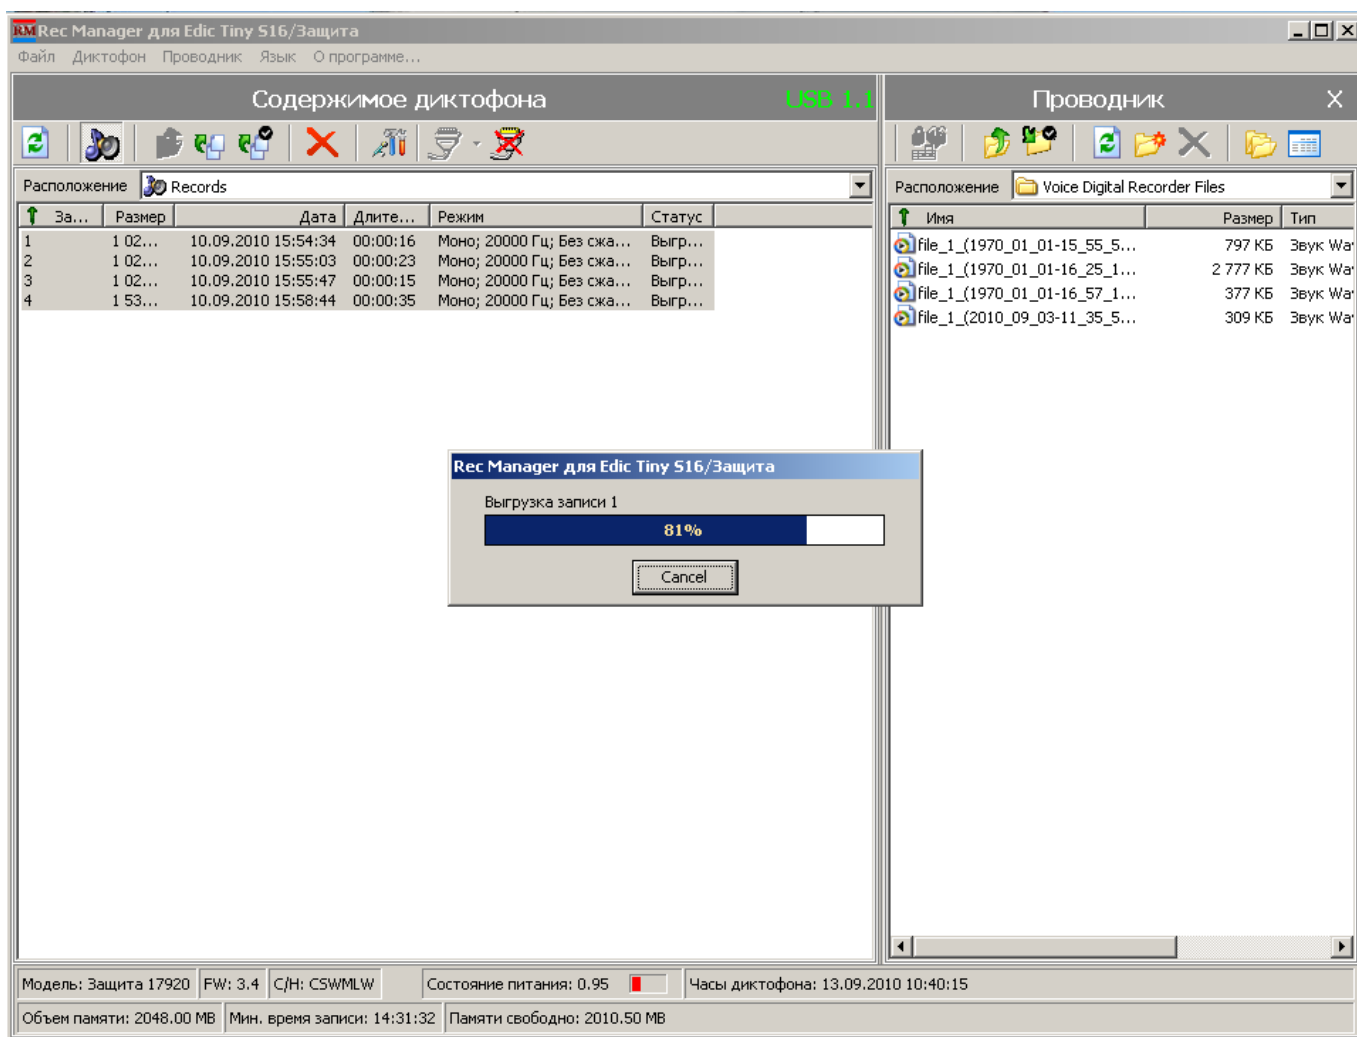 RM Rec Manager для Edic Tiny S16/Защита
Файл Диктофон Проводник Язык О программе...
Содержимое диктофона USB 1.1
Расположение Records
За... Размер Дата Длите... Режим Статус
1 1 02... 10.09.2010 15:54:34 00:00:16 Моно; 20000 Гц; Без сжа... Выгр...
2 1 02... 10.09.2010 15:55:03 00:00:23 Моно; 20000 Гц; Без сжа... Выгр...
3 1 02... 10.09.2010 15:55:47 00:00:15 Моно; 20000 Гц; Без сжа... Выгр...
4 1 53... 10.09.2010 15:58:44 00:00:35 Моно; 20000 Гц; Без сжа... Выгр...
Проводник X
Расположение Voice Digital Recorder Files
Имя Размер Тип
file_1_(1970_01_01-15_55_5... 797 КБ Звук Wa
file_1_(1970_01_01-16_25_1... 2 777 КБ Звук Wa
file_1_(1970_01_01-16_57_1... 377 КБ Звук Wa
file_1_(2010_09_03-11_35_5... 309 КБ Звук Wa
Rec Manager для Edic Tiny S16/Защита
Выгрузка записи 1
81%
Cancel
Модель: Защита 17920 FW: 3.4 С/Н: CSWMLW Состояние питания: 0.95 Часы диктофона: 13.09.2010 10:40:15
Объем памяти: 2048.00 MB Мин. время записи: 14:31:32 Памяти свободно: 2010.50 MB